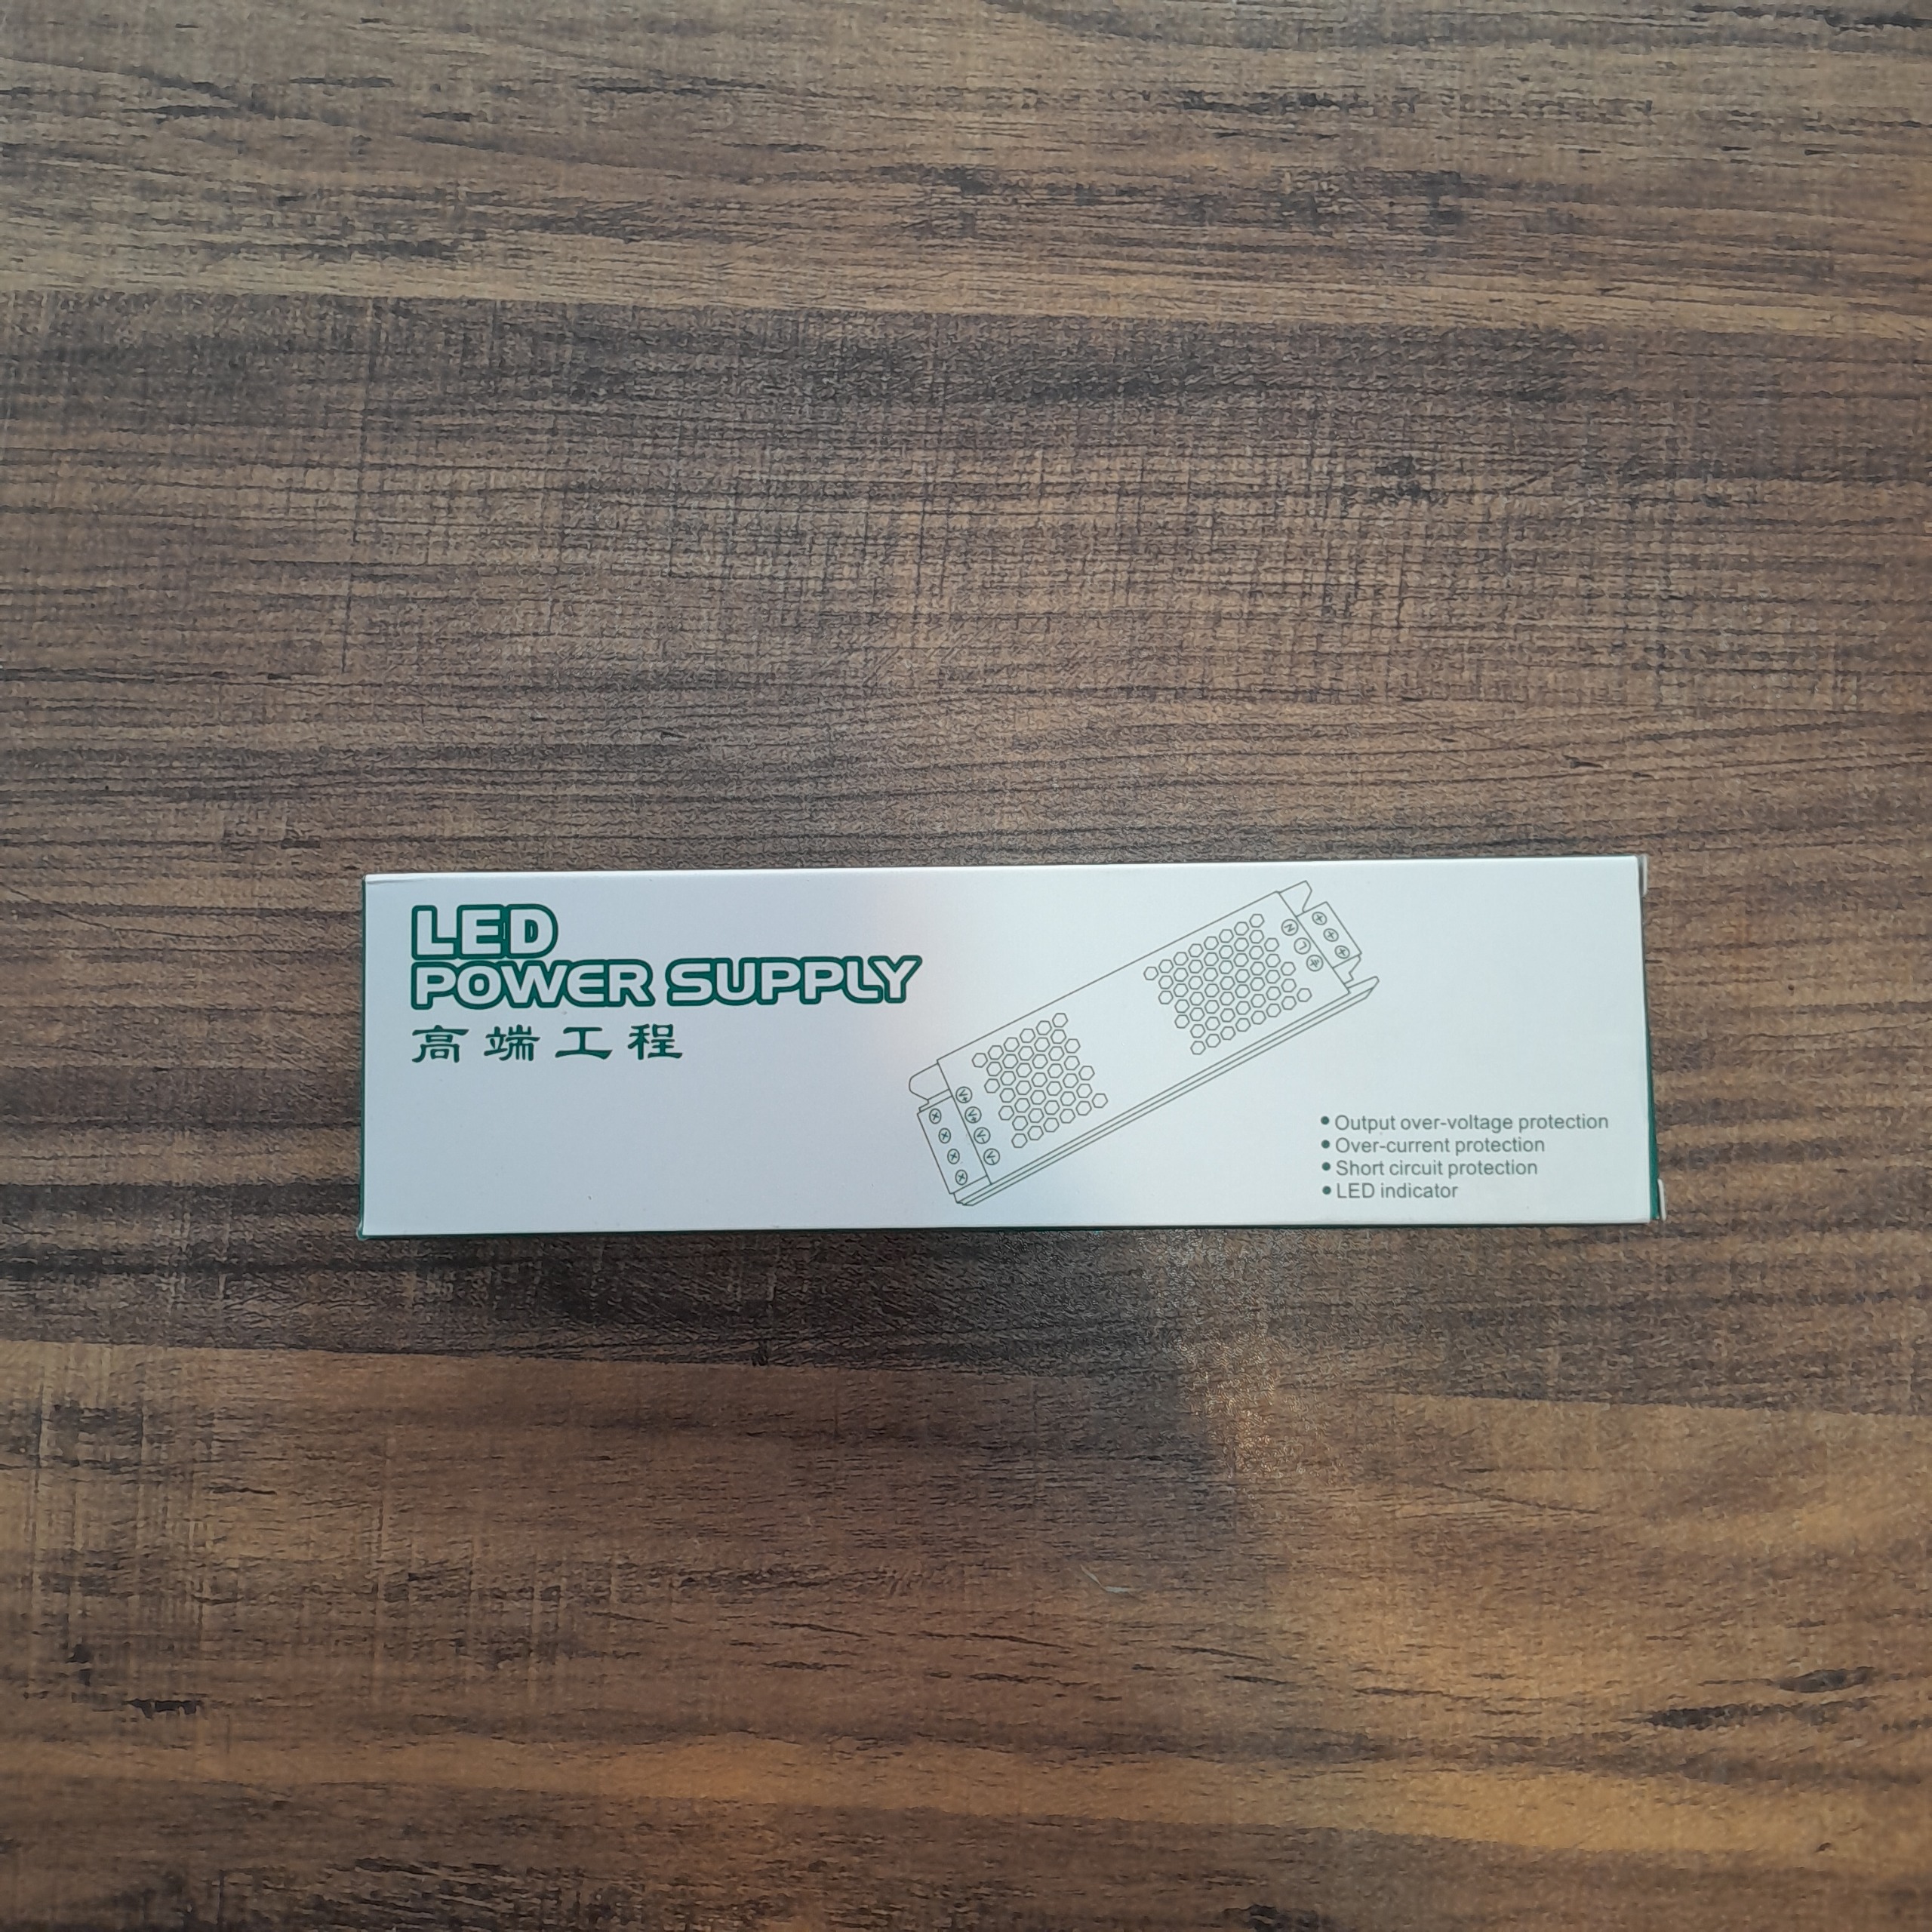 LED
POWER SUPPLY
高端工程
N
L
V+
V+
V-
V-
• Output over-voltage protection
• Over-current protection
• Short circuit protection
• LED indicator